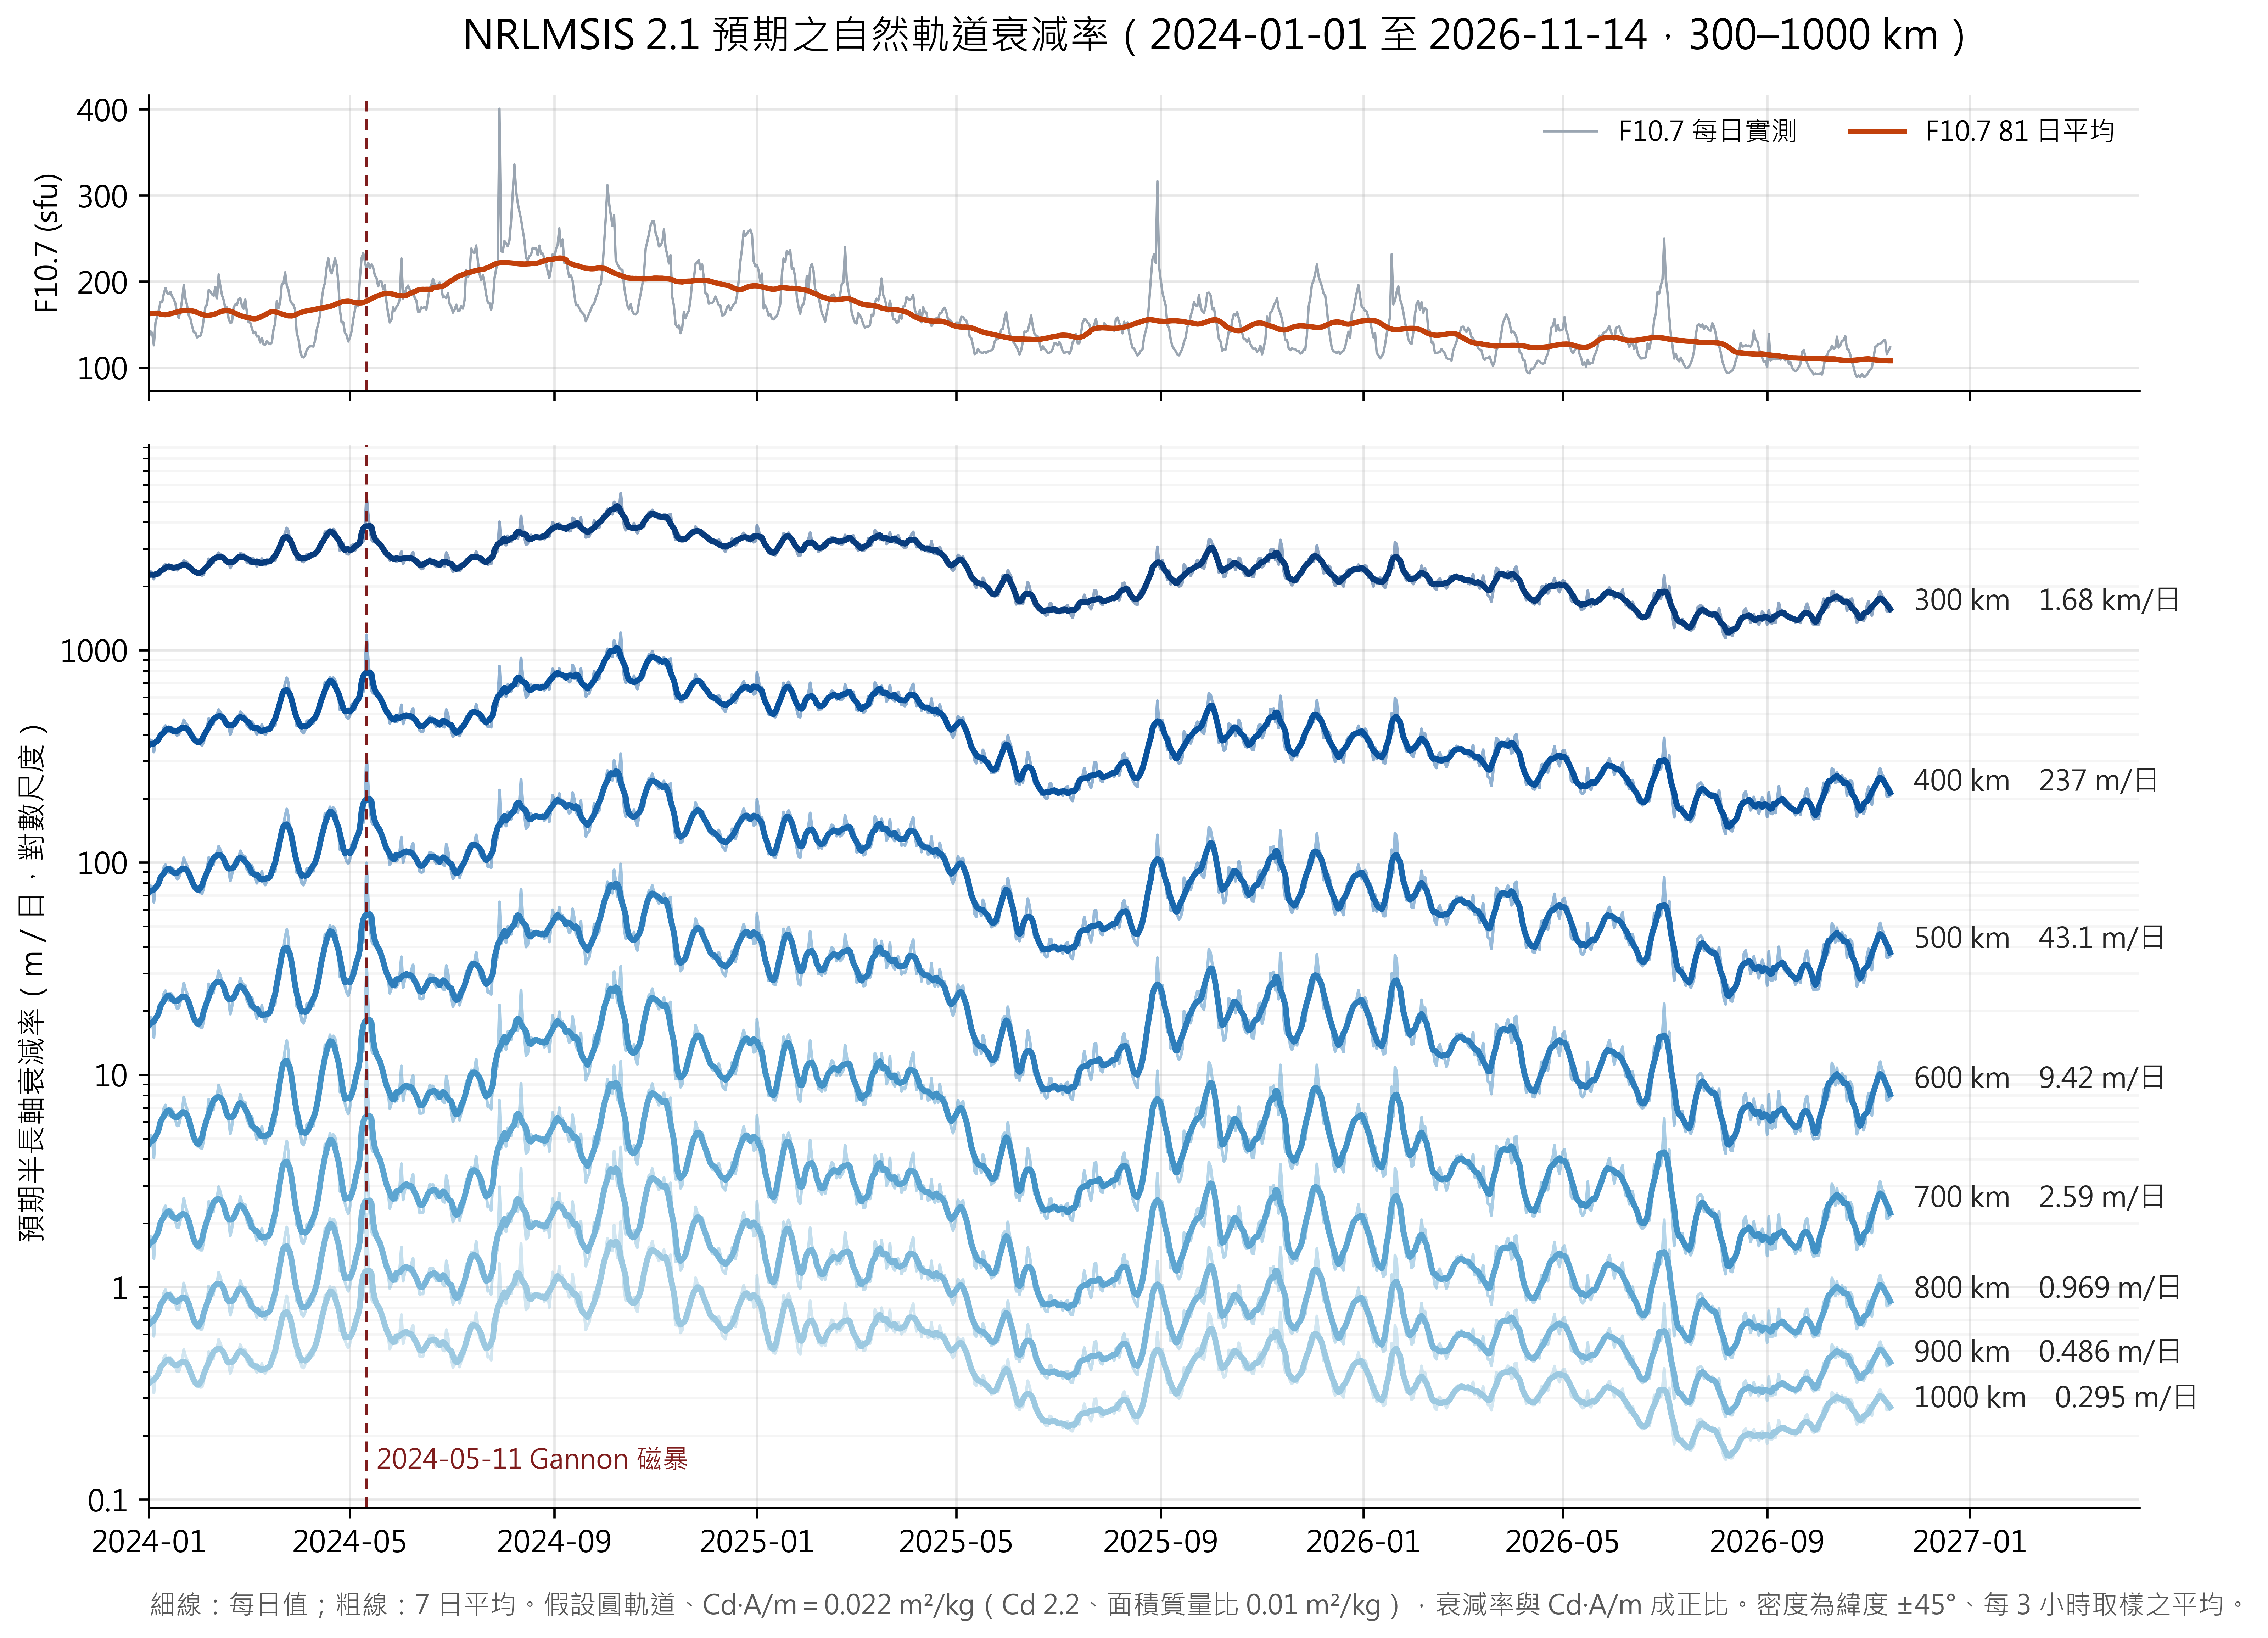 NRLMSIS 2.1 預期之自然軌道衰減率（2024-01-01 至 2026-11-14，300–1000 km）
F10.7 (sfu)
400
300
200
100
F10.7 每日實測
F10.7 81 日平均
預期半長軸衰減率（m / 日，對數尺度）
1000
100
10
1
0.1
300 km 1.68 km/日
400 km 237 m/日
500 km 43.1 m/日
600 km 9.42 m/日
700 km 2.59 m/日
800 km 0.969 m/日
900 km 0.486 m/日
1000 km 0.295 m/日
2024-05-11 Gannon 磁暴
2024-01 2024-05 2024-09 2025-01 2025-05 2025-09 2026-01 2026-05 2026-09 2027-01
細線：每日值；粗線：7 日平均。假設圓軌道、Cd·A/m = 0.022 m²/kg（Cd 2.2、面積質量比 0.01 m²/kg），衰減率與 Cd·A/m 成正比。密度為緯度 ±45°、每 3 小時取樣之平均。